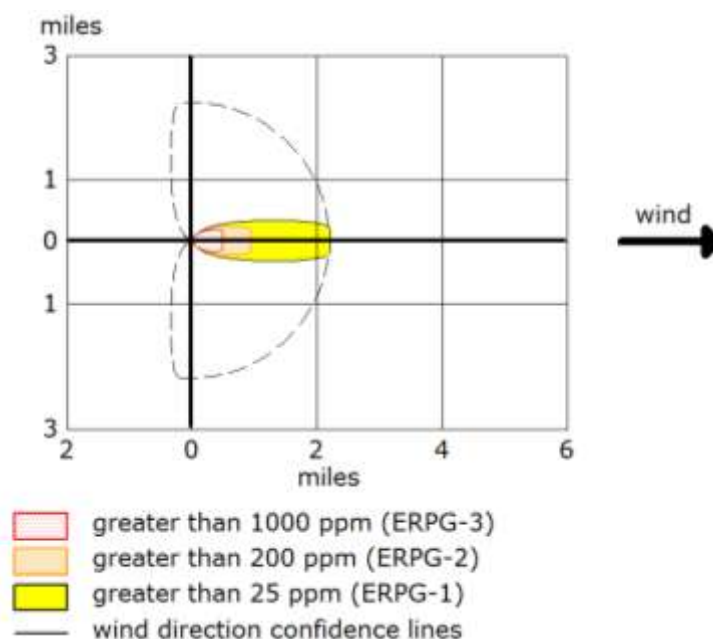 miles
3
1
0
1
3
wind
2 0 2 4 6
miles
greater than 1000 ppm (ERPG-3)
greater than 200 ppm (ERPG-2)
greater than 25 ppm (ERPG-1)
wind direction confidence lines